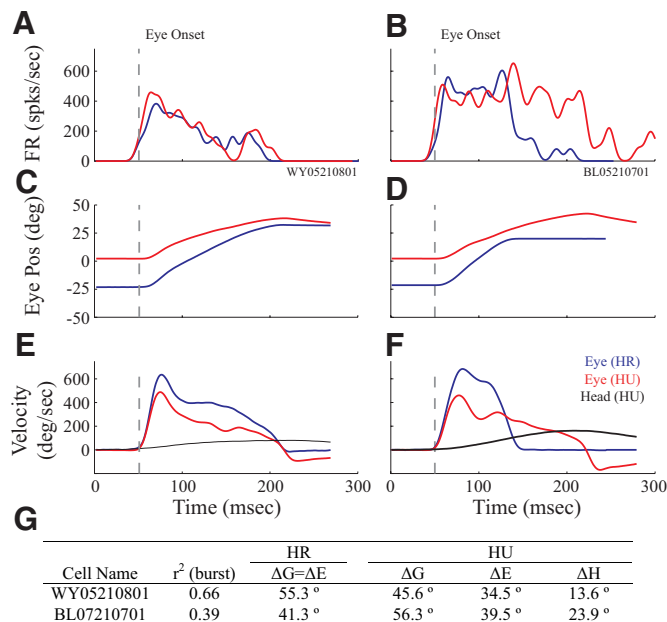 A
B
Eye Onset
Eye Onset
FR (spks/sec)
600
400
200
0
WY05210801
BL05210701
C
D
Eye Pos (deg)
50
25
0
-25
-50
E
F
Velocity
(deg/sec)
600
400
200
0
Eye (HR)
Eye (HU)
Head (HU)
0 100 200 300
0 100 200 300
Time (msec)
Time (msec)
G
HR HU
Cell Name r² (burst) ΔG=ΔE ΔG ΔE ΔH
WY05210801 0.66 55.3 º 45.6 º 34.5 º 13.6 º
BL07210701 0.39 41.3 º 56.3 º 39.5 º 23.9 º